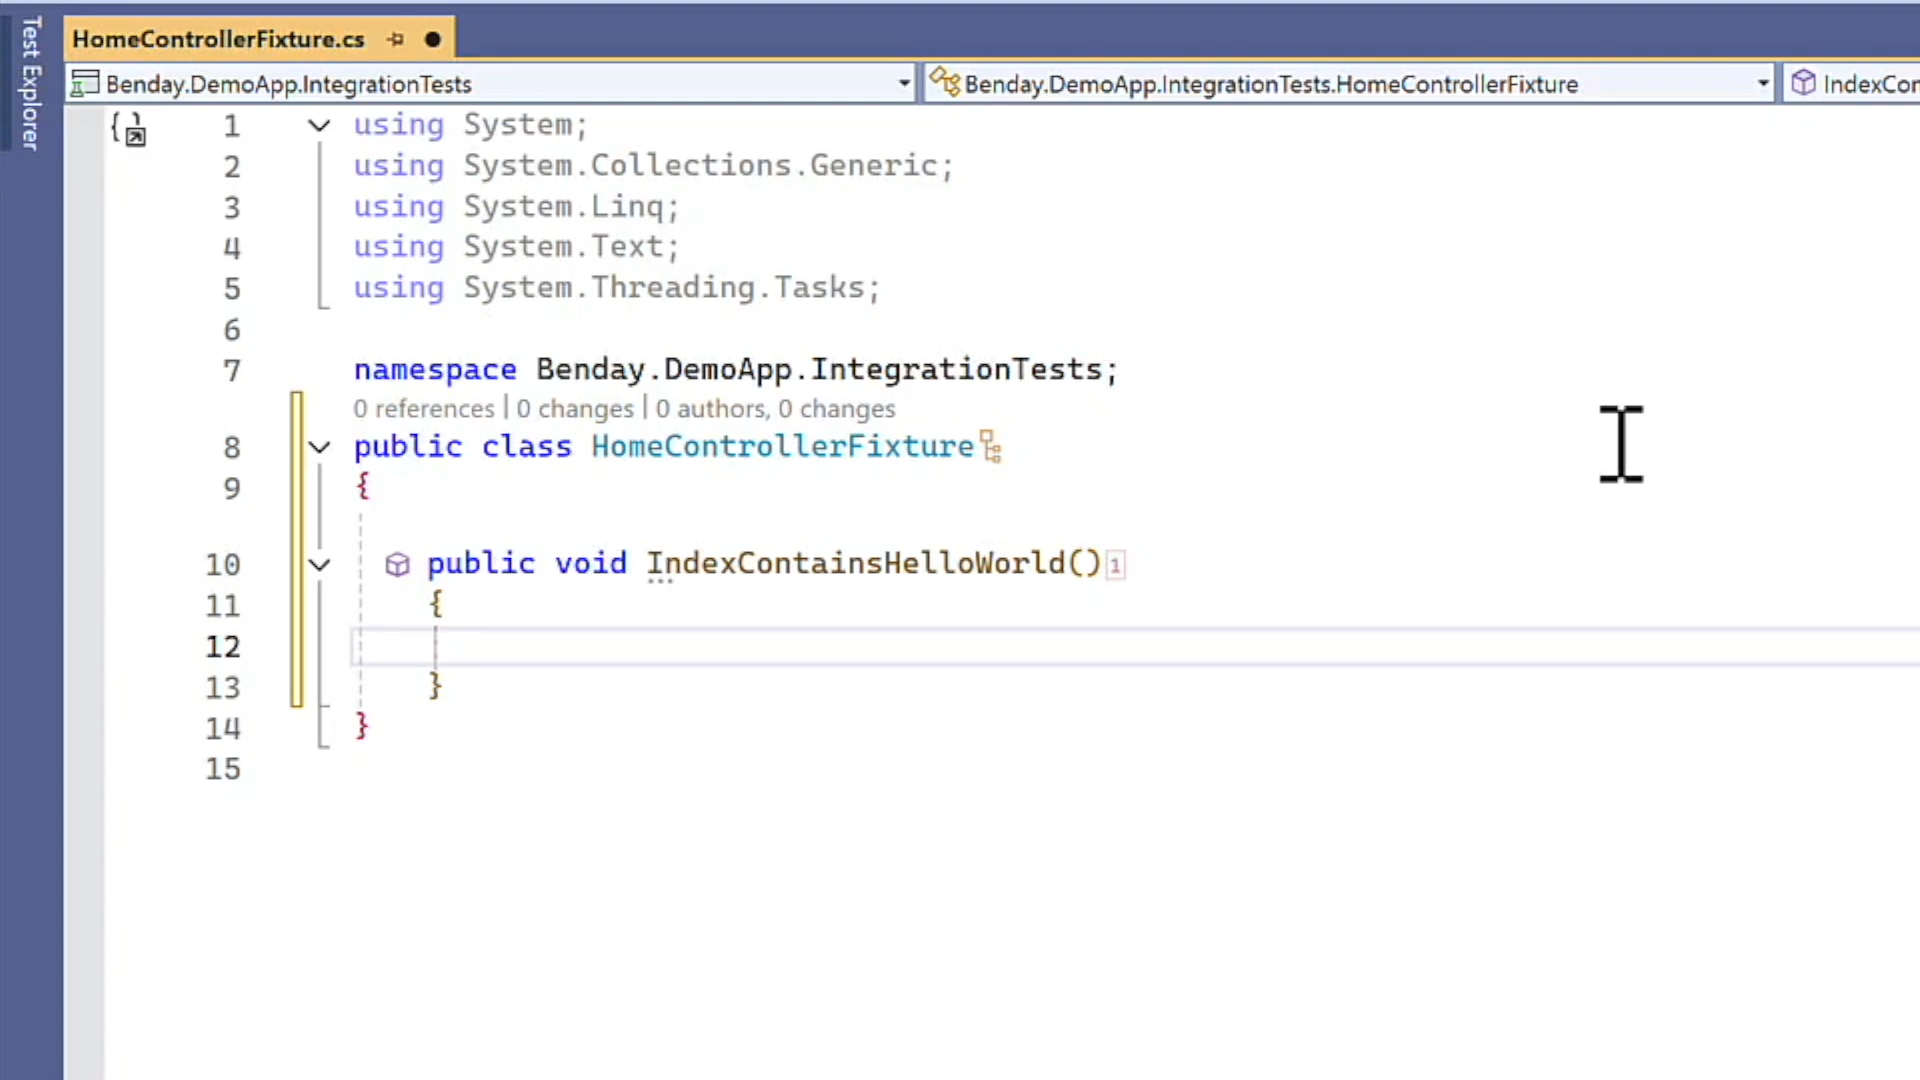 Test Explorer
HomeControllerFixture.cs
Benday.DemoApp.IntegrationTests
Benday.DemoApp.IntegrationTests.HomeControllerFixture
IndexCon
1 using System;
2 using System.Collections.Generic;
3 using System.Linq;
4 using System.Text;
5 using System.Threading.Tasks;
6
7 namespace Benday.DemoApp.IntegrationTests;
0 references | 0 changes | 0 authors, 0 changes
8 public class HomeControllerFixture
9 {
10 public void IndexContainsHelloWorld() 1
11 {
12
13 }
14 }
15